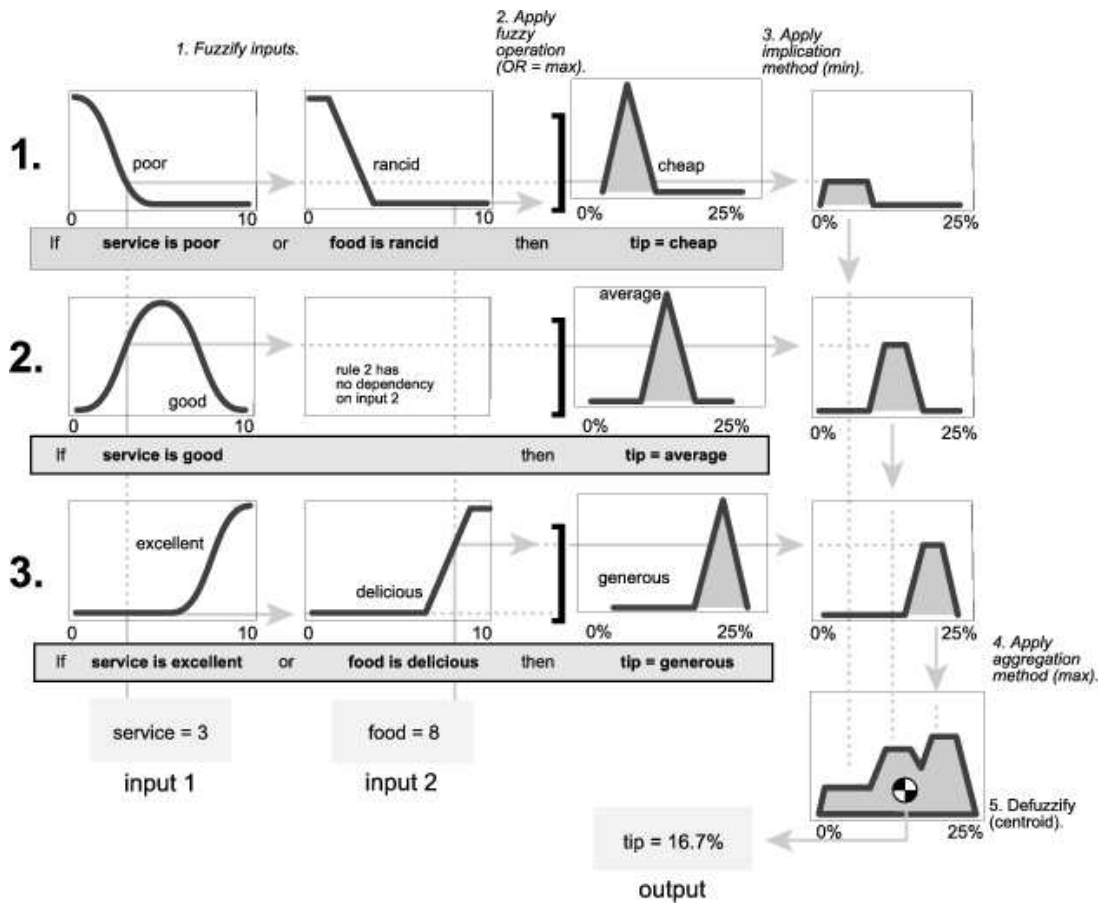 1. Fuzzify inputs.
2. Apply
fuzzy
operation
(OR = max).
3. Apply
implication
method (min).
1.
poor
rancid
cheap
0 10
0 10
0% 25%
0% 25%
If service is poor or food is rancid then tip = cheap
2.
good
rule 2 has
no dependency
on input 2
average
0 10
0% 25%
0% 25%
If service is good then tip = average
3.
excellent
delicious
generous
0 10
0 10
0% 25%
0% 25%
If service is excellent or food is delicious then tip = generous
4. Apply
aggregation
method (max).
service = 3
input 1
food = 8
input 2
0% 25%
5. Defuzzify
(centroid).
tip = 16.7%
output